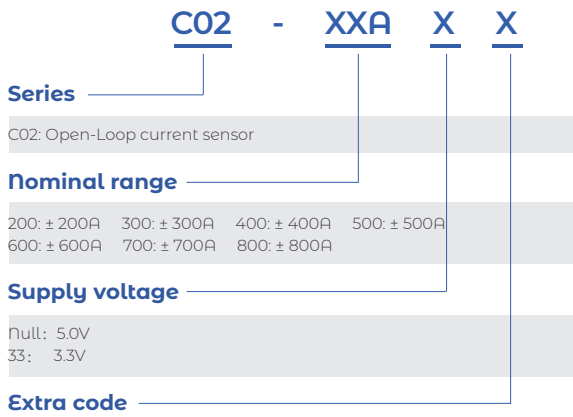 C02 - XXA X X
Series
C02: Open-Loop current sensor
Nominal range
200: ± 200A 300: ± 300A 400: ± 400A 500: ± 500A
600: ± 600A 700: ± 700A 800: ± 800A
Supply voltage
Null： 5.0V
33： 3.3V
Extra code